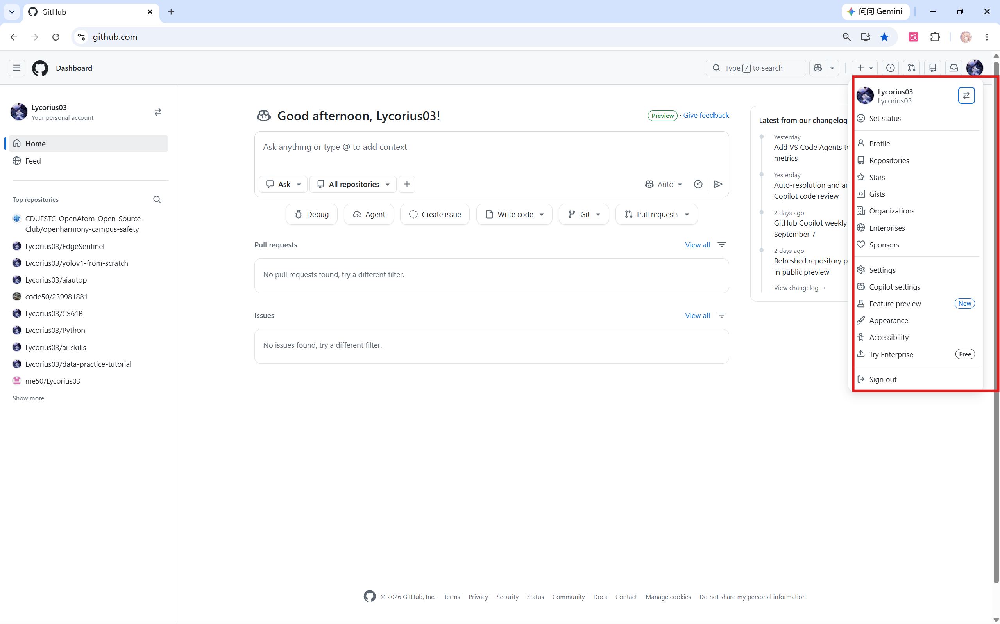 GitHub
问问 Gemini
github.com
Dashboard
Type / to search
Lycorius03
Your personal account
Home
Feed
Top repositories
CDUESTC-OpenAtom-Open-Source-
Club/openharmony-campus-safety
Lycorius03/EdgeSentinel
Lycorius03/yolov1-from-scratch
Lycorius03/aiautop
code50/239981881
Lycorius03/CS61B
Lycorius03/Python
Lycorius03/ai-skills
Lycorius03/data-practice-tutorial
me50/Lycorius03
Show more
Good afternoon, Lycorius03!
Preview · Give feedback
Ask anything or type @ to add context
Ask
All repositories
Auto
Debug
Agent
Create issue
Write code
Git
Pull requests
Pull requests
View all
No pull requests found, try a different filter.
Issues
View all
No issues found, try a different filter.
Latest from our changelog
Yesterday
Add VS Code Agents to
metrics
Yesterday
Auto-resolution and
Copilot code review
2 days ago
GitHub Copilot weekly
September 7
2 days ago
Refreshed repository
in public preview
View changelog →
Lycorius03
Lycorius03
Set status
Profile
Repositories
Stars
Gists
Organizations
Enterprises
Sponsors
Settings
Copilot settings
Feature preview
New
Appearance
Accessibility
Try Enterprise
Free
Sign out
© 2026 GitHub, Inc.
Terms
Privacy
Security
Status
Community
Docs
Contact
Manage cookies
Do not share my personal information